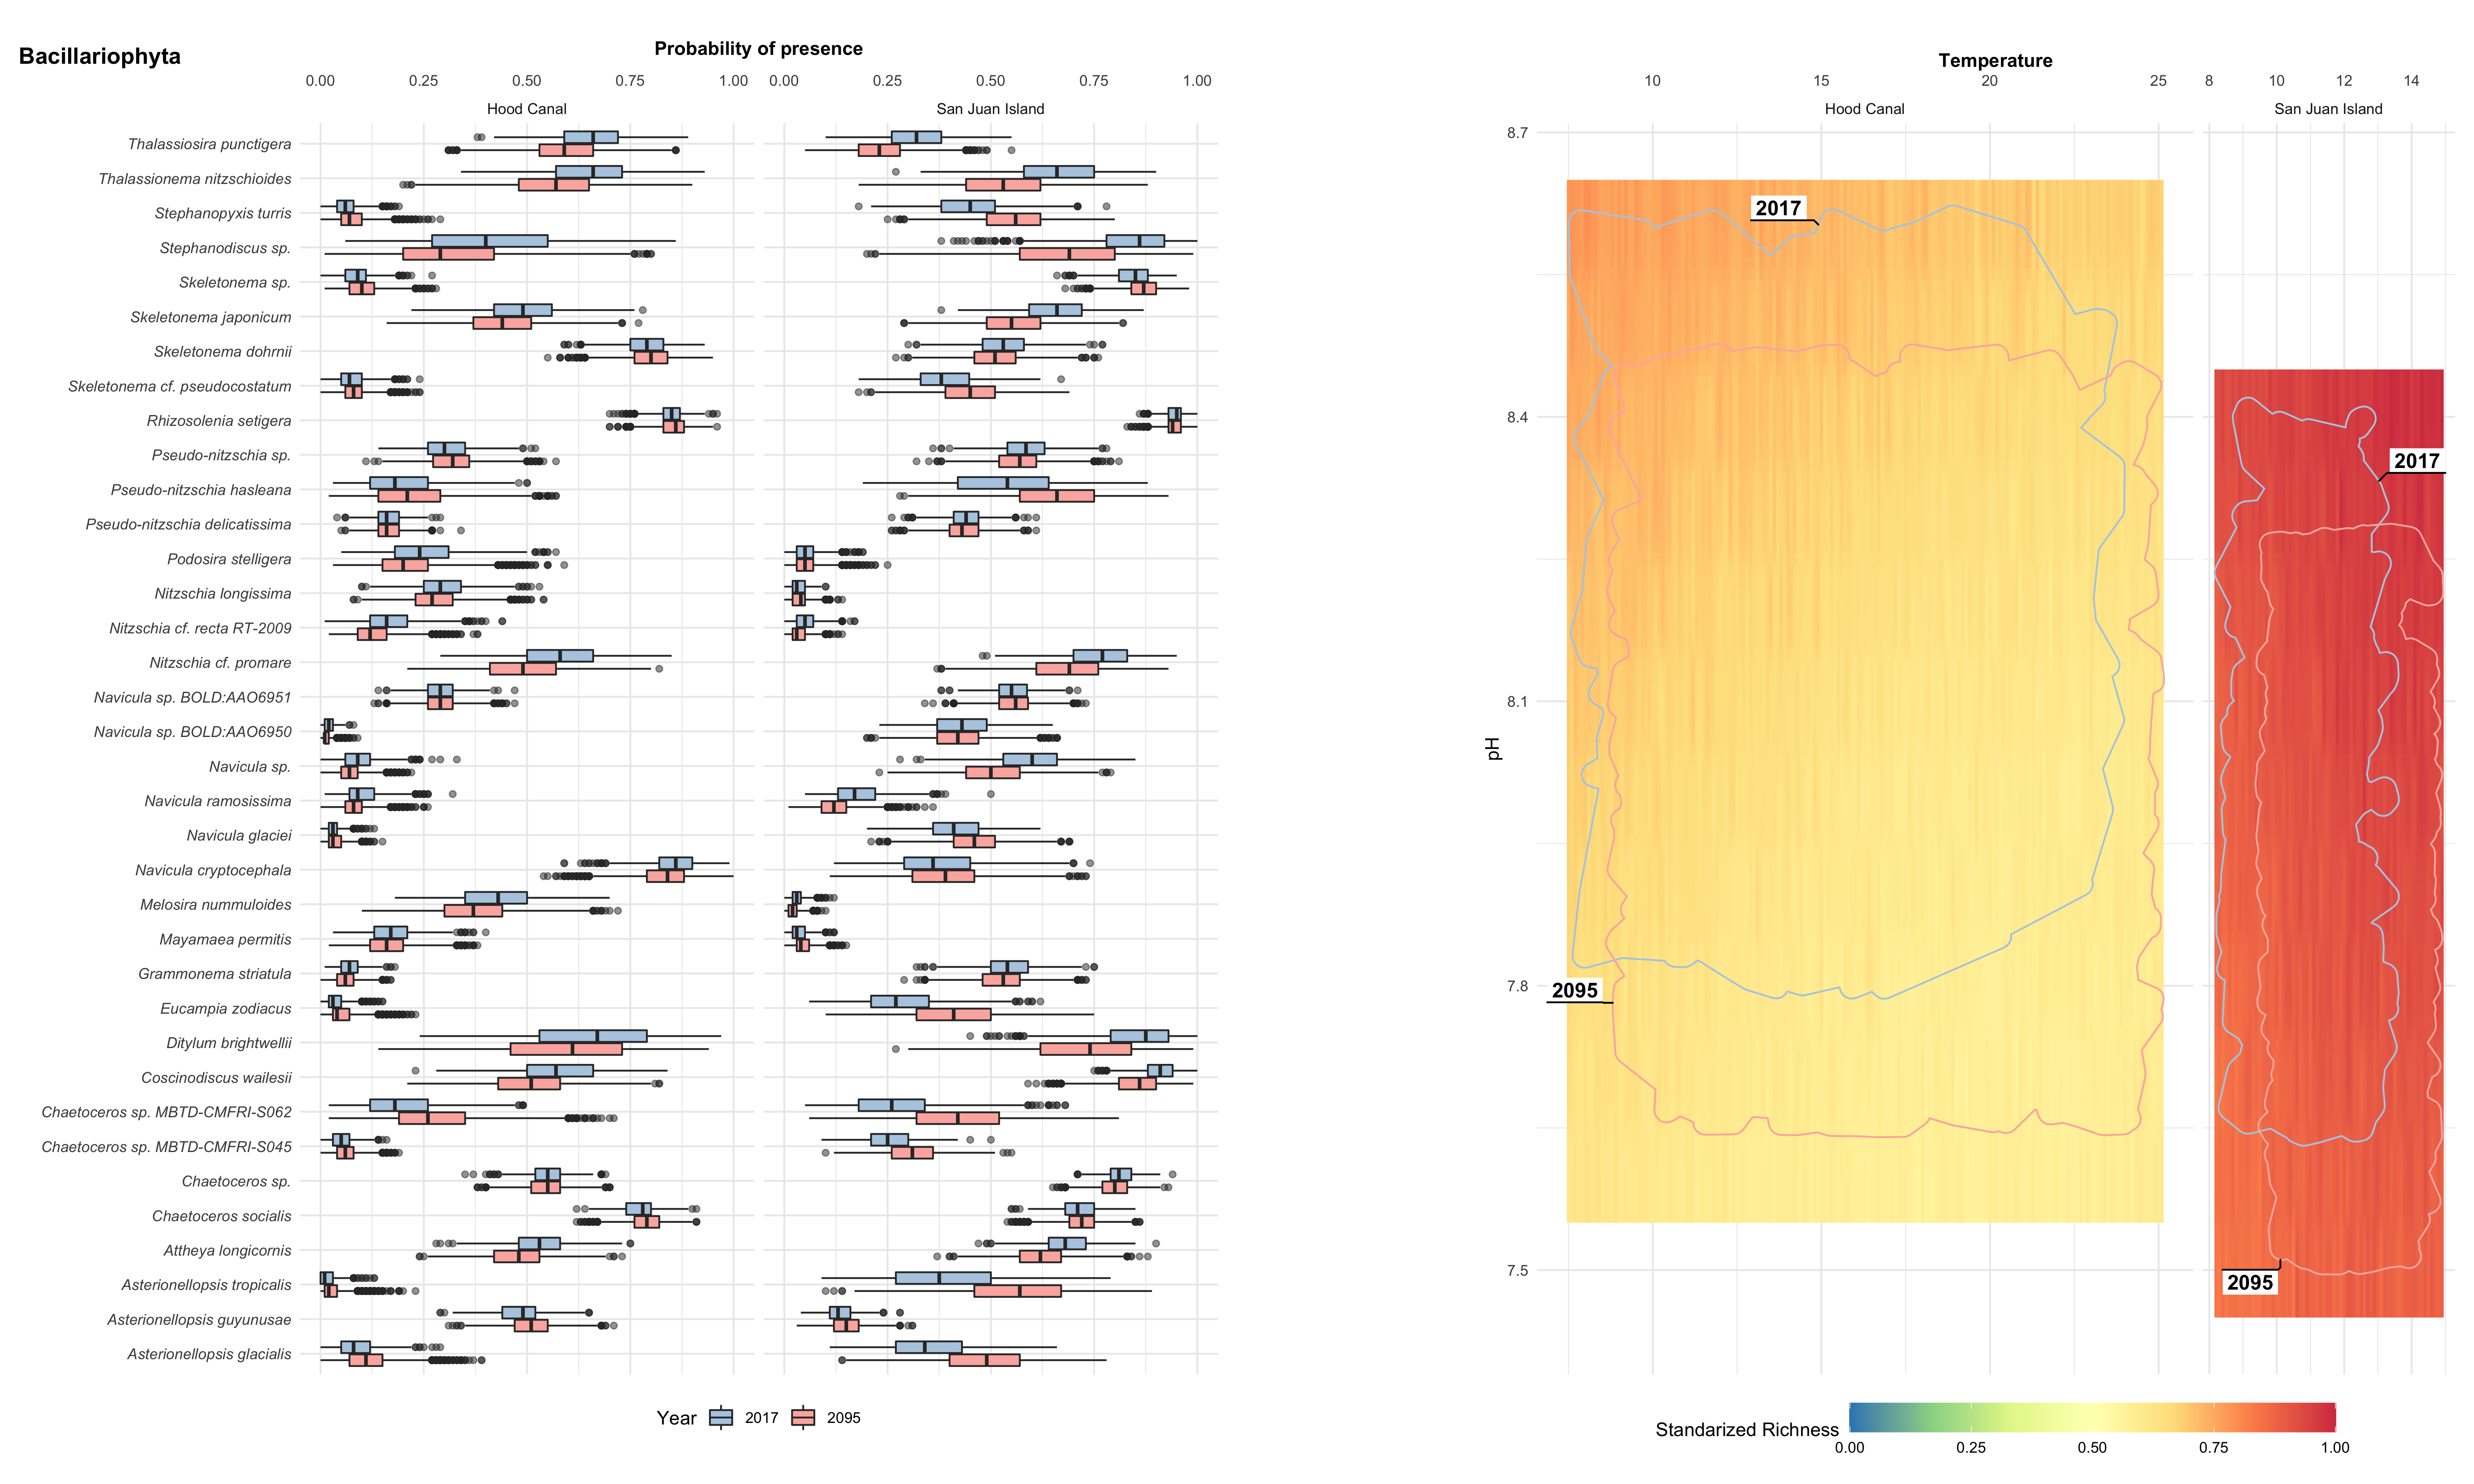 Bacillariophyta
Probability of presence
0.00 0.25 0.50 0.75 1.00 0.00 0.25 0.50 0.75 1.00
Hood Canal San Juan Island
Thalassiosira punctigera
Thalassionema nitzschioides
Stephanopyxis turris
Stephanodiscus sp.
Skeletonema sp.
Skeletonema japonicum
Skeletonema dohrnii
Skeletonema cf. pseudocostatum
Rhizosolenia setigera
Pseudo-nitzschia sp.
Pseudo-nitzschia hasleana
Pseudo-nitzschia delicatissima
Podosira stelligera
Nitzschia longissima
Nitzschia cf. recta RT-2009
Nitzschia cf. promare
Navicula sp. BOLD:AAO6951
Navicula sp. BOLD:AAO6950
Navicula sp.
Navicula ramosissima
Navicula glaciei
Navicula cryptocephala
Melosira nummuloides
Mayamaea permitis
Grammonema striatula
Eucampia zodiacus
Ditylum brightwellii
Coscinodiscus wailesii
Chaetoceros sp. MBTD-CMFRI-S062
Chaetoceros sp. MBTD-CMFRI-S045
Chaetoceros sp.
Chaetoceros socialis
Attheya longicornis
Asterionellopsis tropicalis
Asterionellopsis guyunusae
Asterionellopsis glacialis
Year 2017 2095
Temperature
10 15 20 25 8 10 12 14
Hood Canal San Juan Island
pH
8.7
8.4
8.1
7.8
7.5
2017
2095
2017
2095
Standarized Richness
0.00 0.25 0.50 0.75 1.00